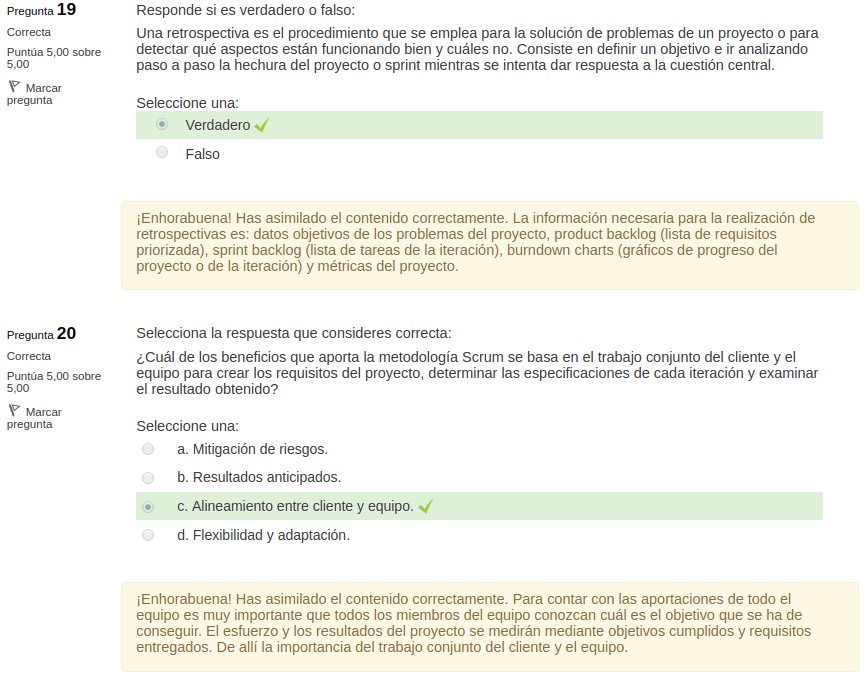 Pregunta 19
Correcta
Puntúa 5,00 sobre
5,00
Marcar
pregunta
Responde si es verdadero o falso:
Una retrospectiva es el procedimiento que se emplea para la solución de problemas de un proyecto o para
detectar qué aspectos están funcionando bien y cuáles no. Consiste en definir un objetivo e ir analizando
paso a paso la hechura del proyecto o sprint mientras se intenta dar respuesta a la cuestión central.
Seleccione una:
Verdadero
Falso
¡Enhorabuena! Has asimilado el contenido correctamente. La información necesaria para la realización de
retrospectivas es: datos objetivos de los problemas del proyecto, product backlog (lista de requisitos
priorizada), sprint backlog (lista de tareas de la iteración), burndown charts (gráficos de progreso del
proyecto o de la iteración) y métricas del proyecto.
Pregunta 20
Correcta
Puntúa 5,00 sobre
5,00
Marcar
pregunta
Selecciona la respuesta que consideres correcta:
¿Cuál de los beneficios que aporta la metodología Scrum se basa en el trabajo conjunto del cliente y el
equipo para crear los requisitos del proyecto, determinar las especificaciones de cada iteración y examinar
el resultado obtenido?
Seleccione una:
a. Mitigación de riesgos.
b. Resultados anticipados.
c. Alineamiento entre cliente y equipo.
d. Flexibilidad y adaptación.
¡Enhorabuena! Has asimilado el contenido correctamente. Para contar con las aportaciones de todo el
equipo es muy importante que todos los miembros del equipo conozcan cuál es el objetivo que se ha de
conseguir. El esfuerzo y los resultados del proyecto se medirán mediante objetivos cumplidos y requisitos
entregados. De allí la importancia del trabajo conjunto del cliente y el equipo.